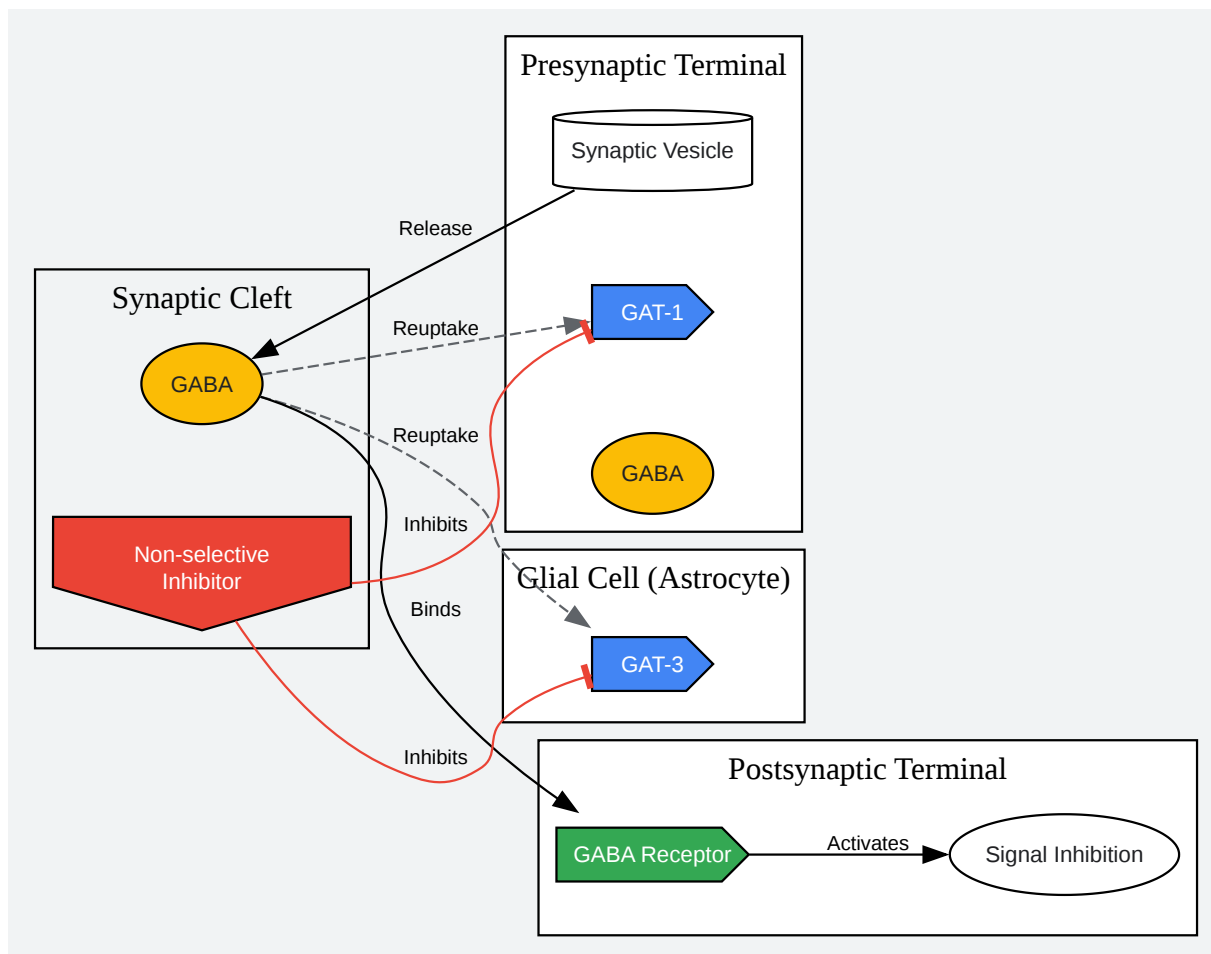 Presynaptic Terminal
Synaptic Vesicle
Release
Synaptic Cleft
GAT-1
Reuptake
GABA
Reuptake
GABA
Inhibits
Non-selective
Inhibitor
Glial Cell (Astrocyte)
Binds
GAT-3
Inhibits
Postsynaptic Terminal
GABA Receptor
Activates
Signal Inhibition